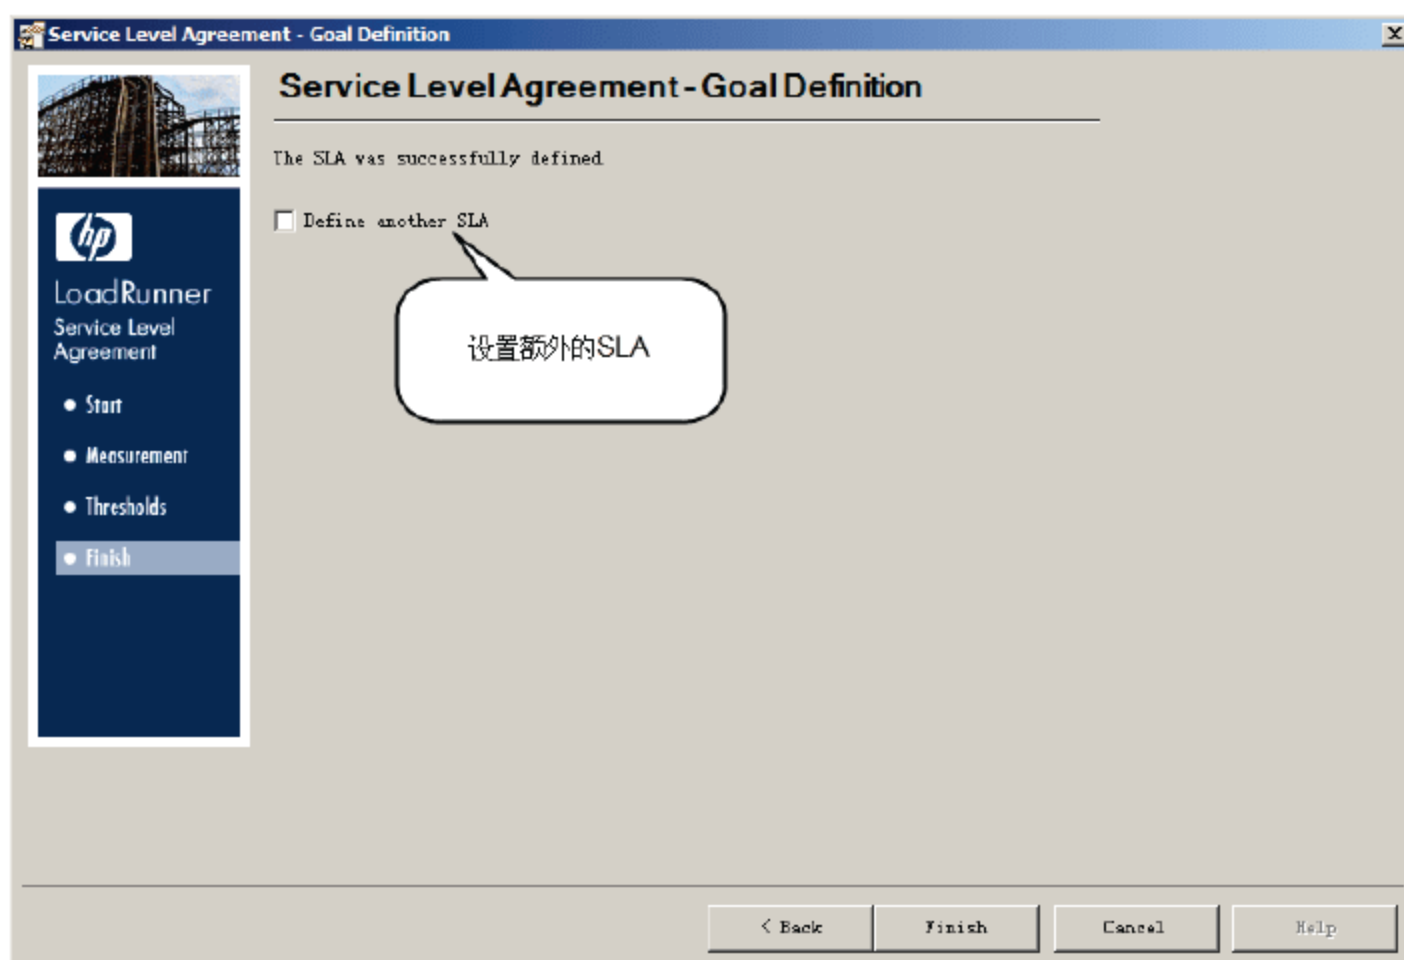 Service Level Agreement - Goal Definition
Service Level Agreement - Goal Definition
The SLA was successfully defined
Define another SLA
设置额外的SLA
hp
LoadRunner
Service Level
Agreement
Start
Measurement
Thresholds
Finish
< Back
Finish
Cancel
Help